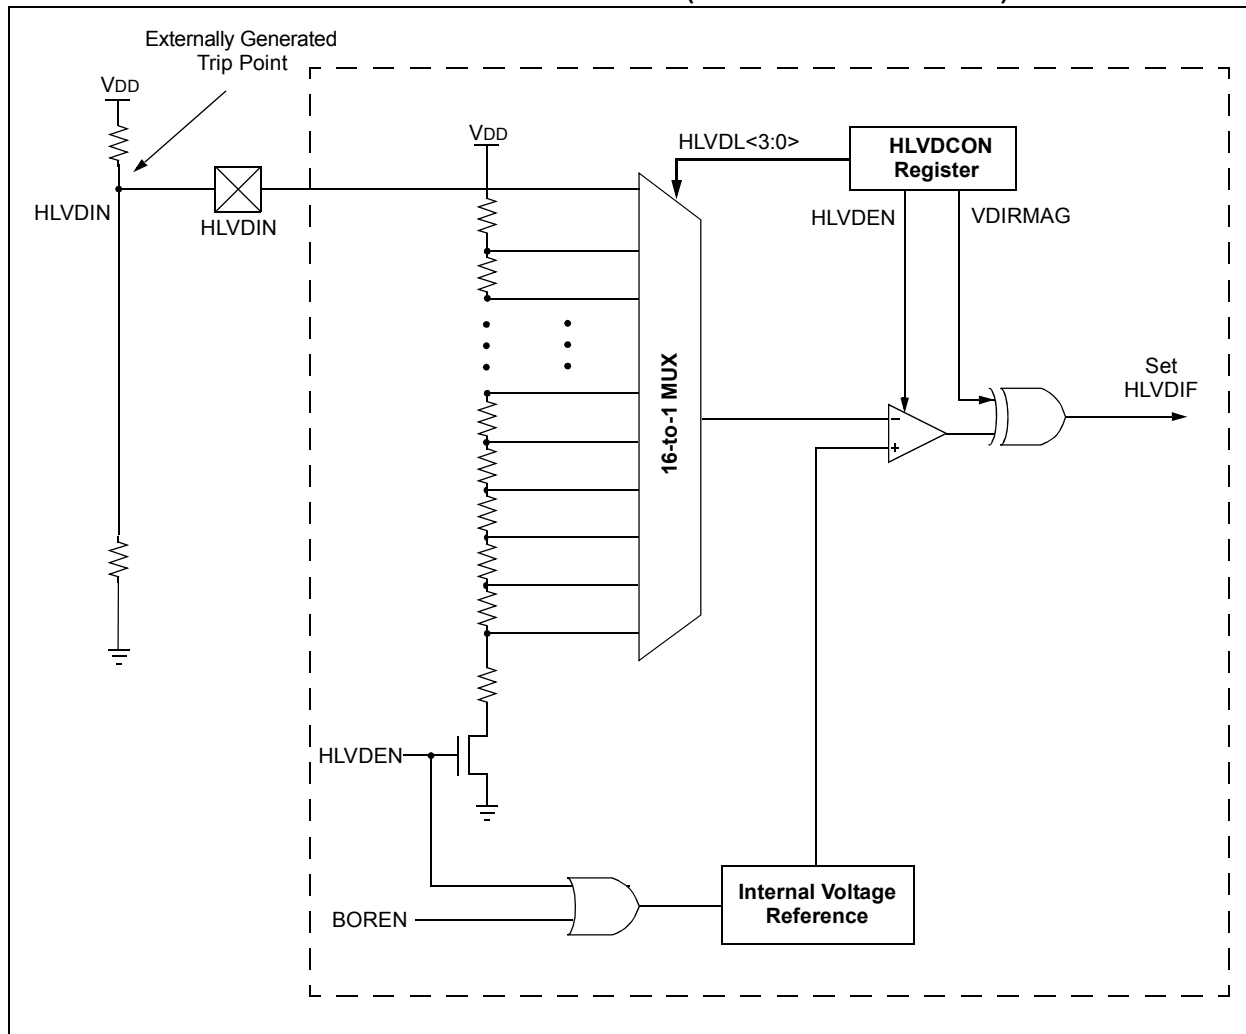 Externally Generated
Trip Point
VDD
VDD
HLVDL<3:0>
HLVDCON
Register
HLVDIN
HLVDIN
HLVDEN
VDIRMAG
16-to-1 MUX
Set
HLVDIF
–
+
HLVDEN
BOREN
Internal Voltage
Reference